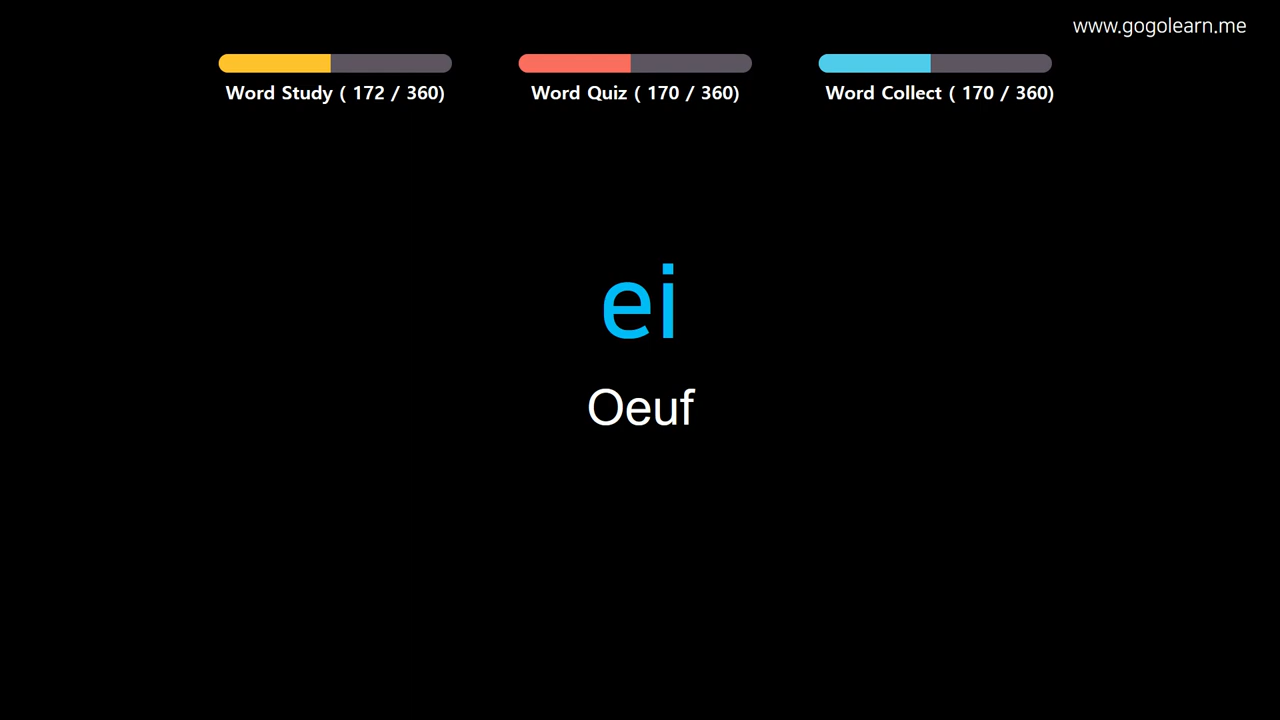 www.gogolearn.me
Word Study ( 172 / 360)
Word Quiz ( 170 / 360)
Word Collect ( 170 / 360)
ei
Oeuf